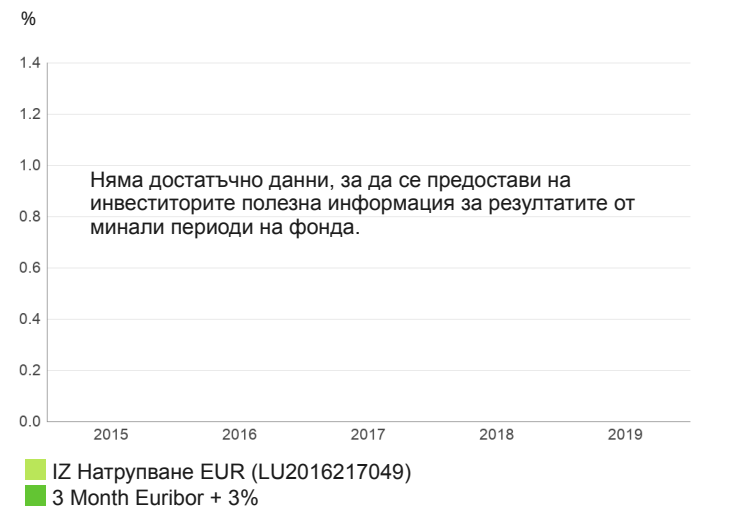 %
1.4
1.2
1.0
Няма достатъчно данни, за да се предостави на
инвеститорите полезна информация за резултатите от
минали периоди на фонда.
0.8
0.6
0.4
0.2
0.0
2015 2016 2017 2018 2019
IZ Натрупване EUR (LU2016217049)
3 Month Euribor + 3%